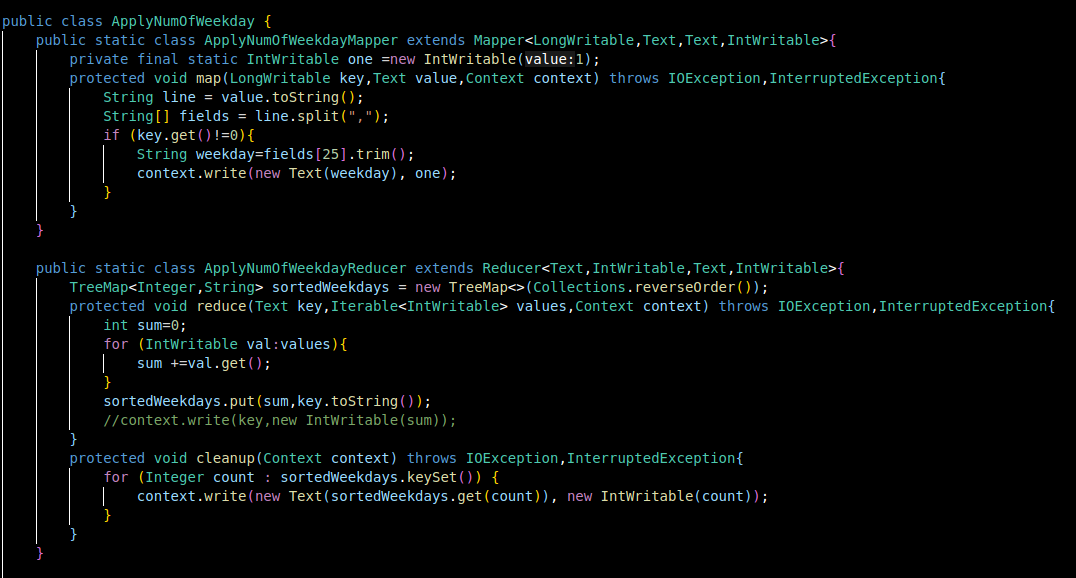 public class ApplyNumOfWeekday {
    public static class ApplyNumOfWeekdayMapper extends Mapper<LongWritable,Text,Text,IntWritable>{
        private final static IntWritable one =new IntWritable(value:1);
        protected void map(LongWritable key,Text value,Context context) throws IOException,InterruptedException{
            String line = value.toString();
            String[] fields = line.split(",");
            if (key.get()!=0){
                String weekday=fields[25].trim();
                context.write(new Text(weekday), one);
            }
        }
    }

    public static class ApplyNumOfWeekdayReducer extends Reducer<Text,IntWritable,Text,IntWritable>{
        TreeMap<Integer,String> sortedWeekdays = new TreeMap<>(Collections.reverseOrder());
        protected void reduce(Text key,Iterable<IntWritable> values,Context context) throws IOException,InterruptedException{
            int sum=0;
            for (IntWritable val:values){
                sum +=val.get();
            }
            sortedWeekdays.put(sum,key.toString());
            //context.write(key,new IntWritable(sum));
        }
        protected void cleanup(Context context) throws IOException,InterruptedException{
            for (Integer count : sortedWeekdays.keySet()) {
                context.write(new Text(sortedWeekdays.get(count)), new IntWritable(count));
            }
        }
    }